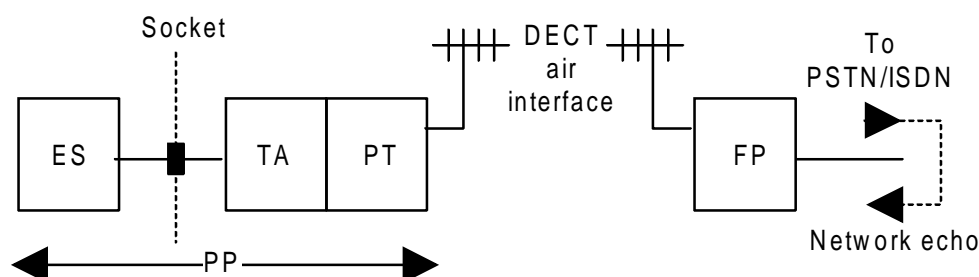 Socket
DECT
air
interface
To
PSTN/ISDN
ES
TA
PT
FP
PP
Network echo